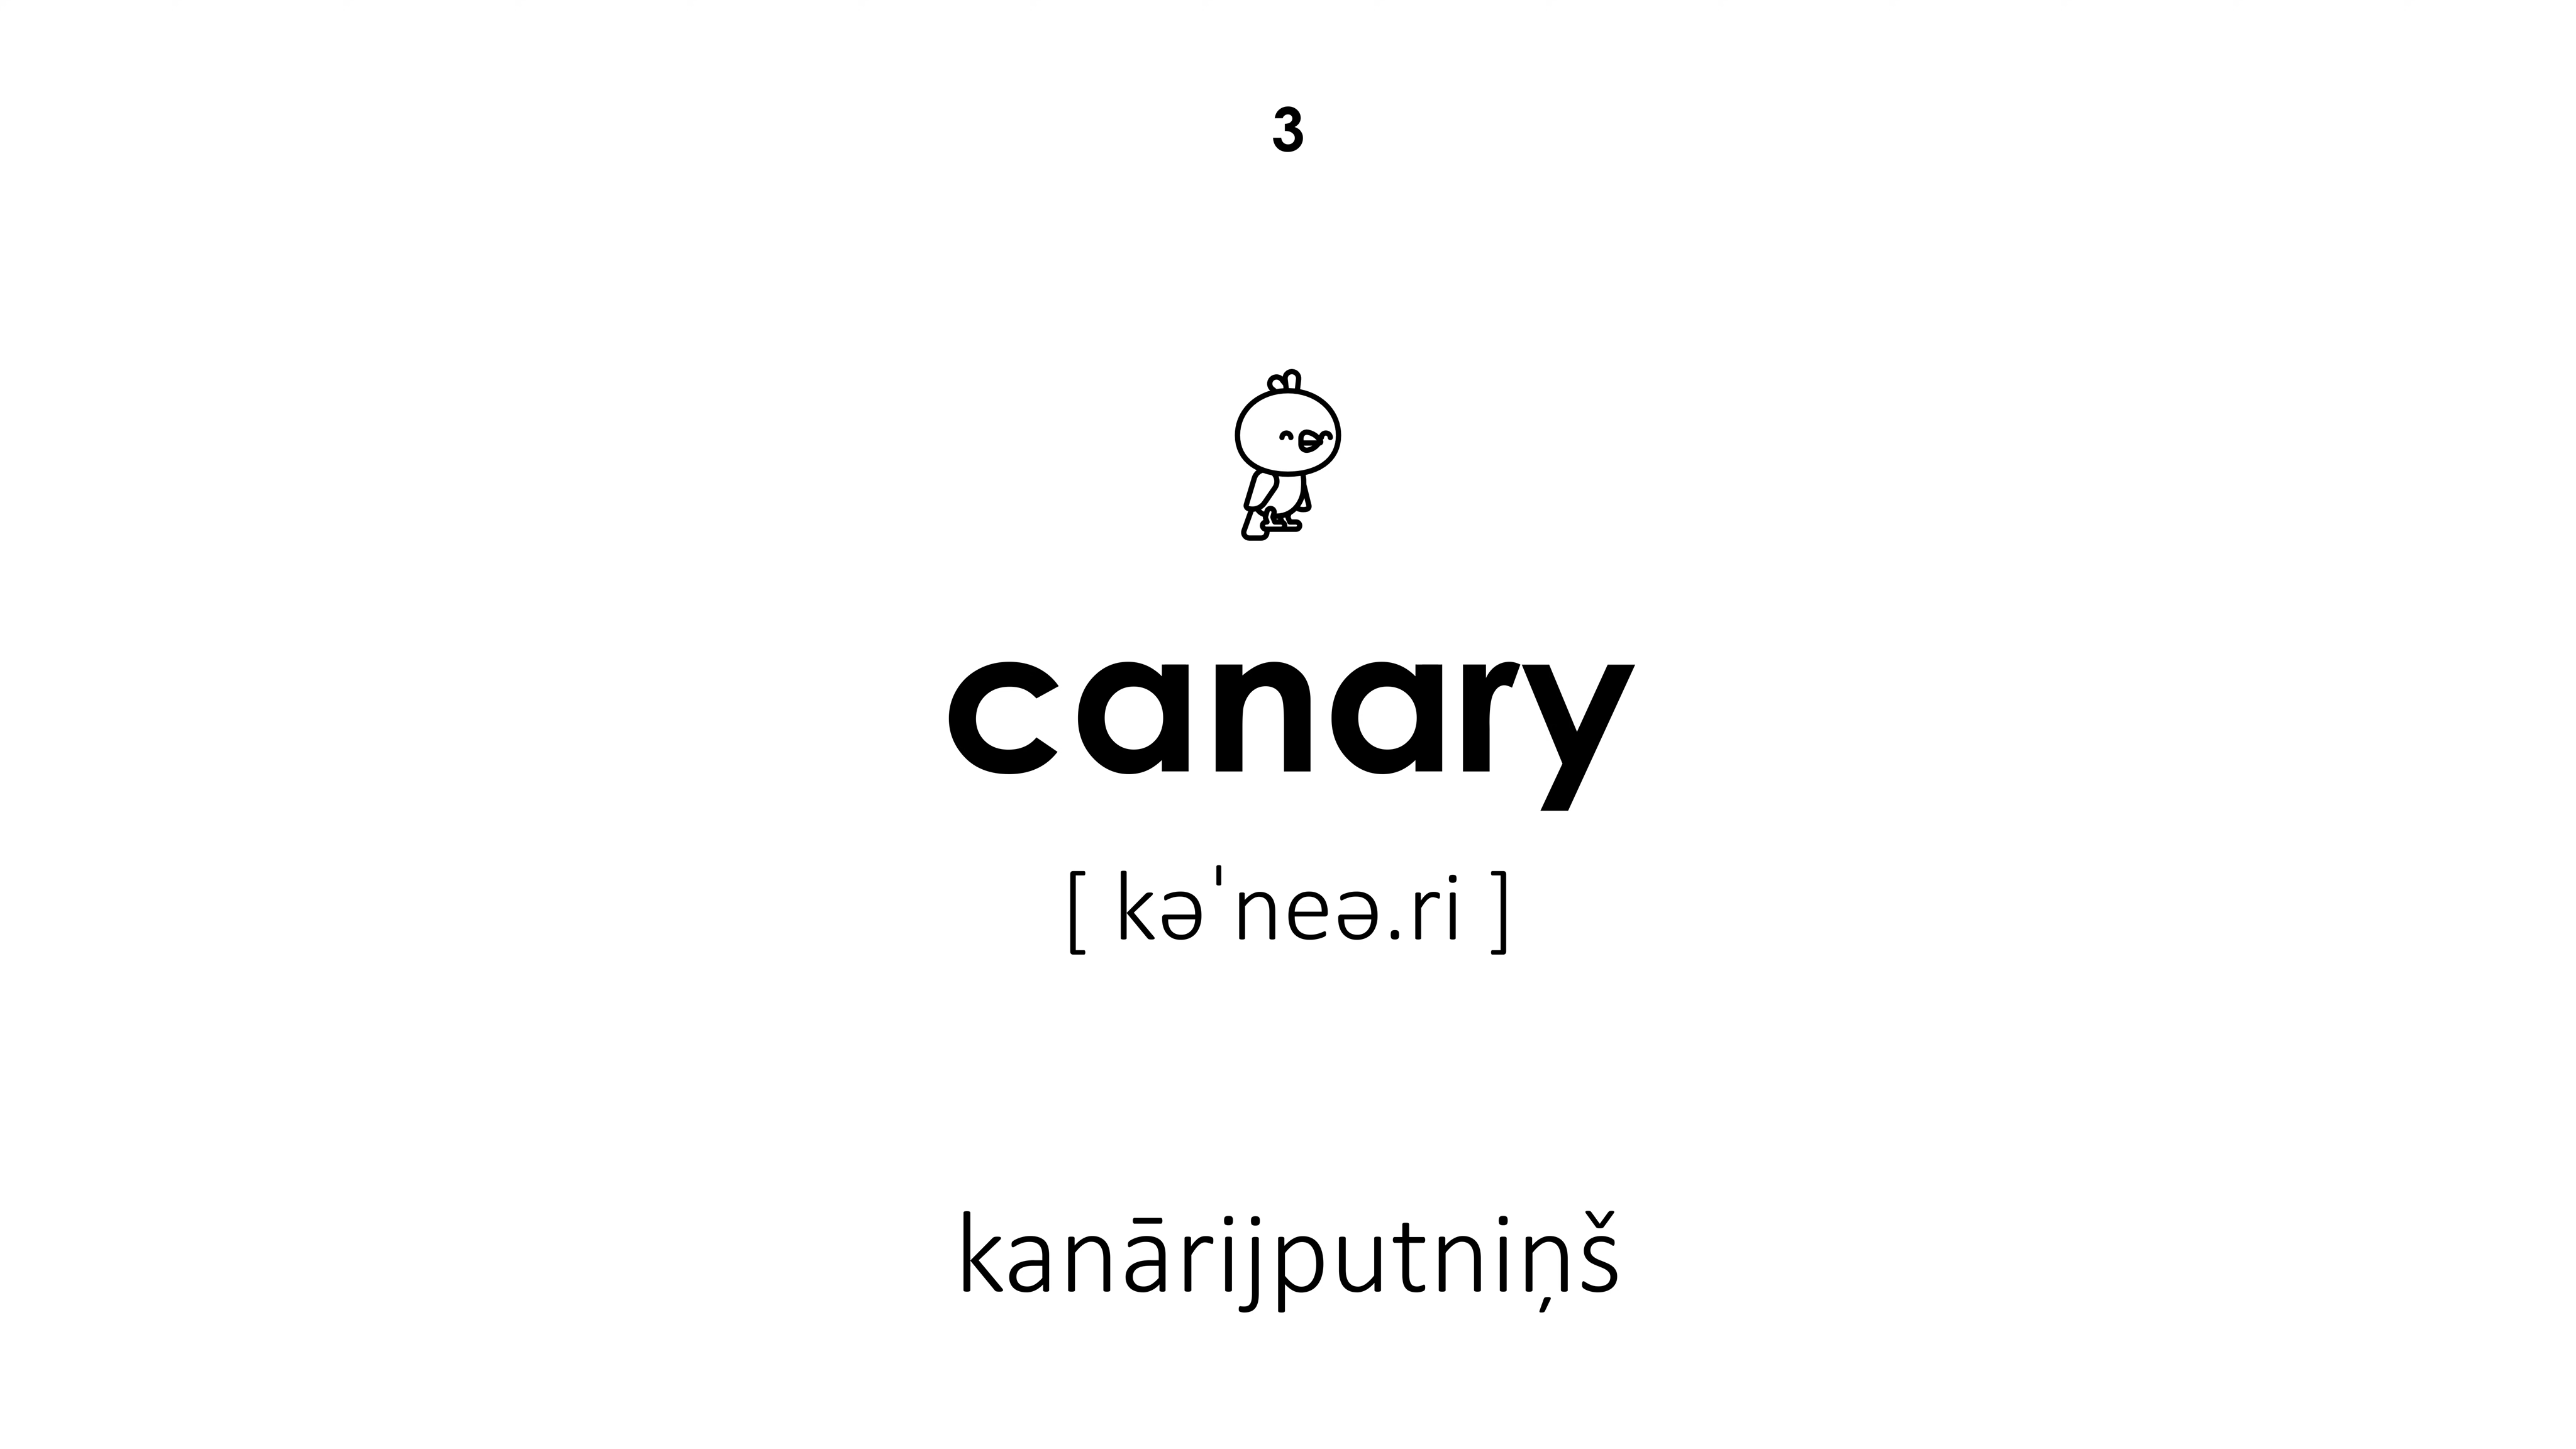 3
canary
[ kəˈneə.ri ]
kanārijputniņš